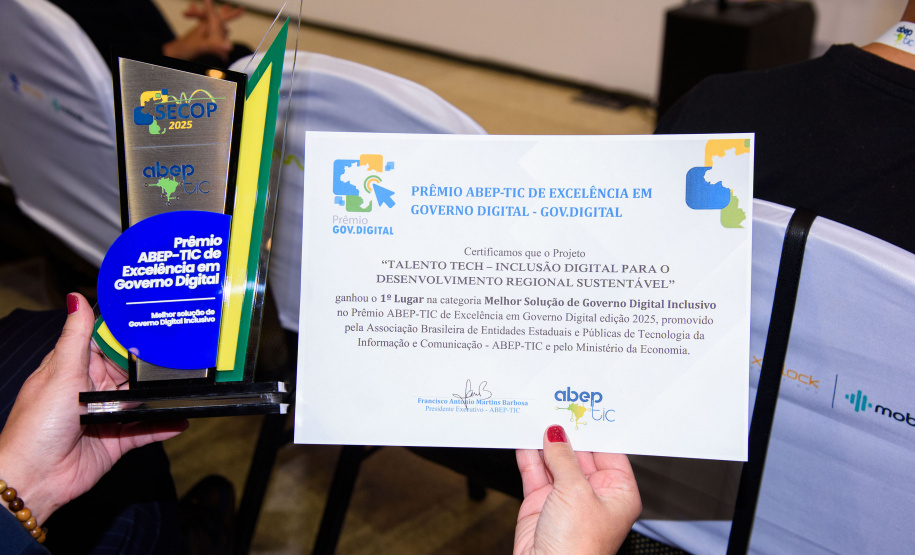 SECOP
2025
abep
tic
Prêmio
ABEP-TIC de
Excelência em
Governo Digital
Melhor solução de
Governo Digital Inclusivo
Prêmio
GOV.DIGITAL
PRÊMIO ABEP-TIC DE EXCELÊNCIA EM
GOVERNO DIGITAL - GOV.DIGITAL
Certificamos que o Projeto
“TALENTO TECH – INCLUSÃO DIGITAL PARA O
DESENVOLVIMENTO REGIONAL SUSTENTÁVEL”
ganhou o 1º Lugar na categoria Melhor Solução de Governo Digital Inclusivo
no Prêmio ABEP-TIC de Excelência em Governo Digital edição 2025, promovido
pela Associação Brasileira de Entidades Estaduais e Públicas de Tecnologia da
Informação e Comunicação - ABEP-TIC e pelo Ministério da Economia.
Francisco Antonio Martins Barbosa
Presidente Executivo - ABEP-TIC
abep
tic